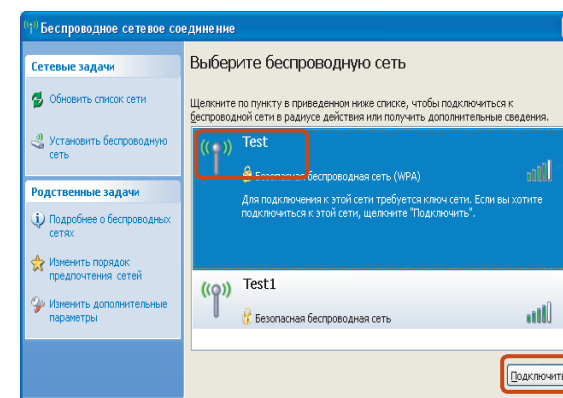 Беспроводное сетевое соединение
Сетевые задачи
Обновить список сети
Установить беспроводную
сеть
Родственные задачи
Подробнее о беспроводных
сетях
Изменить порядок
предпочтения сетей
Изменить дополнительные
параметры
Выберите беспроводную сеть
Щелкните по пункту в приведенном ниже списке, чтобы подключиться к
беспроводной сети в радиусе действия или получить дополнительные сведения.
Test
Безопасная беспроводная сеть (WPA)
Для подключения к этой сети требуется ключ сети. Если вы хотите
подключиться к этой сети, щелкните "Подключить".
Test1
Безопасная беспроводная сеть
Подключить